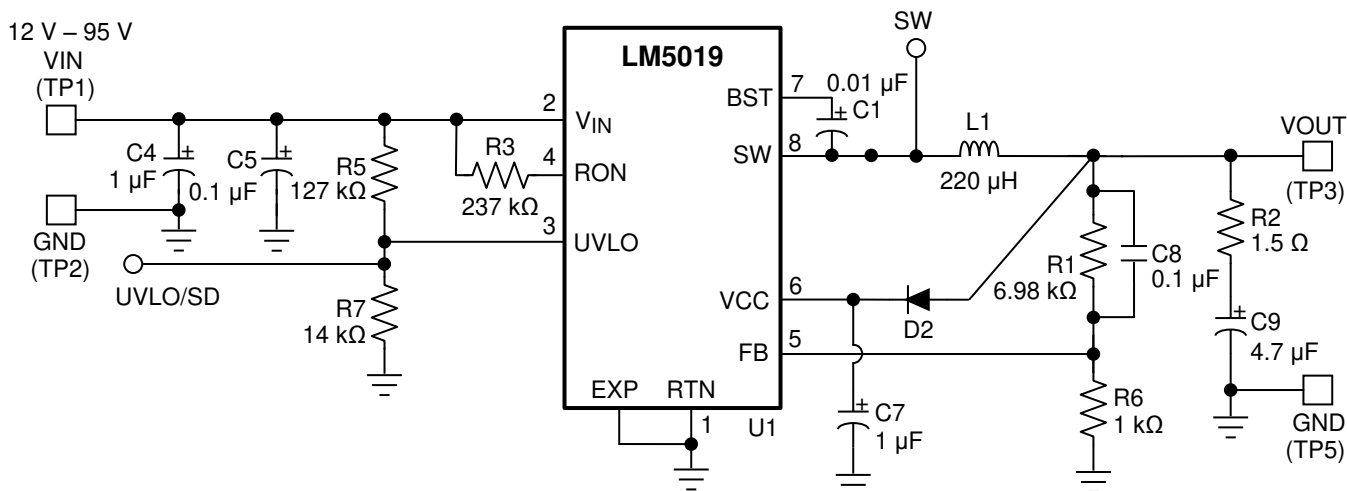 12 V – 95 V
VIN
(TP1)
GND
(TP2)
UVLO/SD
C4
+
1 µF
C5
+
0.1 µF
R5
127 kΩ
R7
14 kΩ
R3
237 kΩ
2
4
3
LM5019
VIN
RON
UVLO
BST
SW
VCC
FB
EXP
RTN
1
U1
7
8
6
5
0.01 µF
+
C1
SW
L1
220 µH
D2
+
C7
1 µF
R1
6.98 kΩ
C8
0.1 µF
R6
1 kΩ
R2
1.5 Ω
+
C9
4.7 µF
VOUT
(TP3)
GND
(TP5)